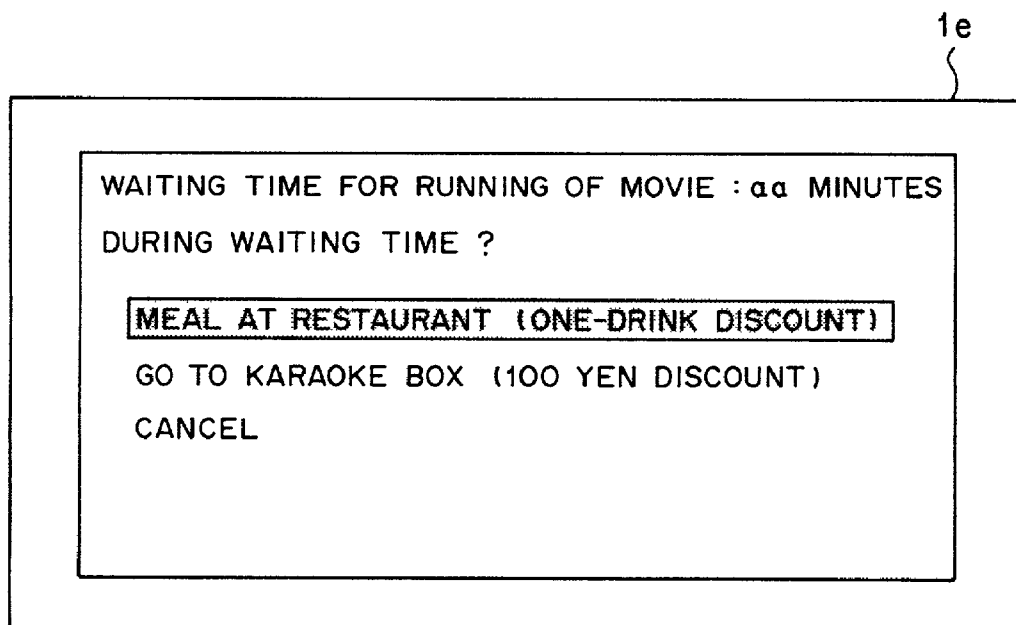 1e
WAITING TIME FOR RUNNING OF MOVIE : aa MINUTES
DURING WAITING TIME ?
MEAL AT RESTAURANT (ONE-DRINK DISCOUNT)
GO TO KARAOKE BOX (100 YEN DISCOUNT)
CANCEL